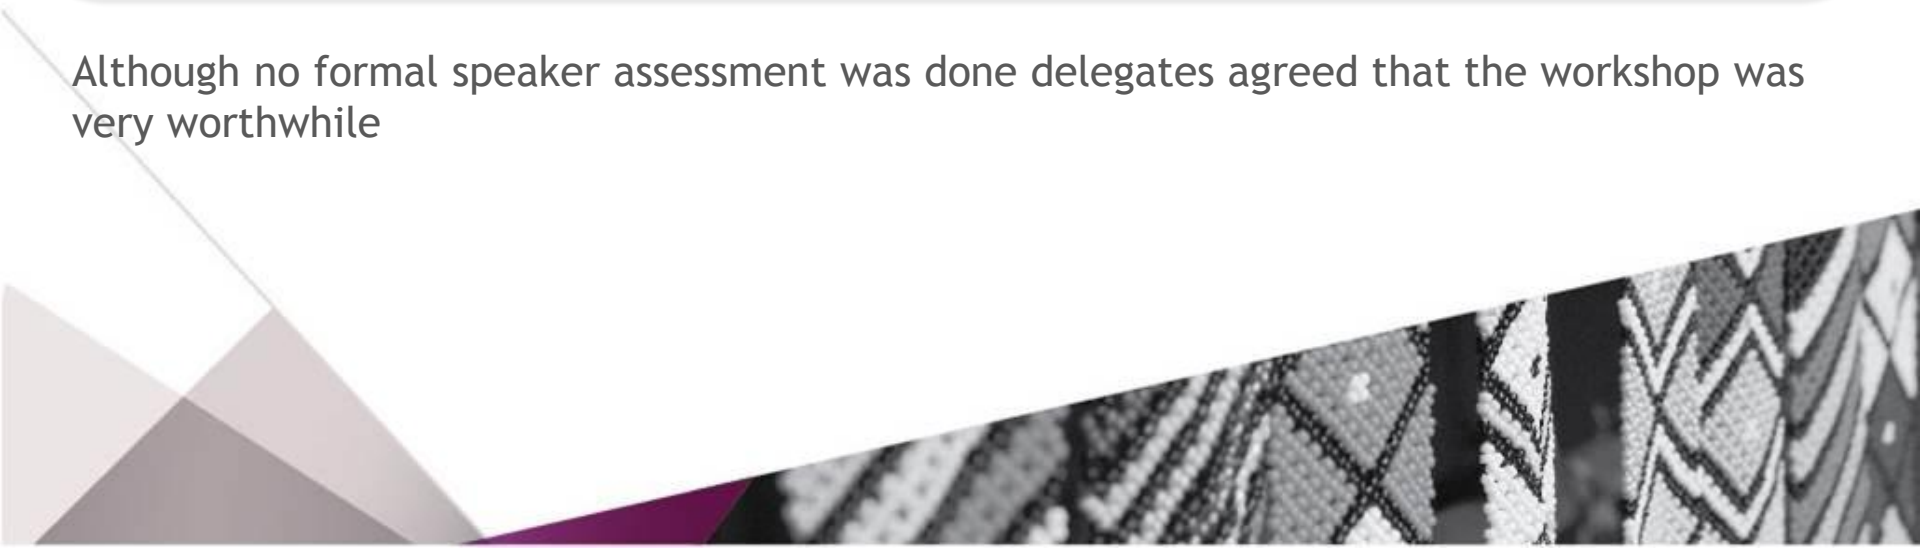 Although no formal speaker assessment was done delegates agreed that the workshop was
very worthwhile